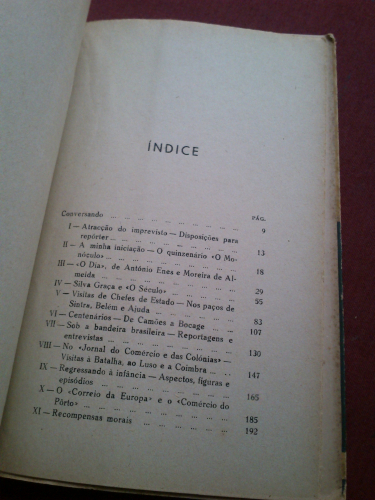 ÍNDICE
PÁG.
Conversando ... 9
I — Atracção do imprevisto — Disposições para
repórter ... 13
II — A minha iniciação — O quinzenário «O Mo-
nóculo» ... 18
III — «O Dia», de António Enes e Moreira de Al-
meida ... 29
IV — Silva Graça e «O Século» ... 55
V — Visitas de Chefes de Estado — Nos paços de
Sintra, Belém e Ajuda ... 83
VI — Centenários — De Camões a Bocage ... 107
VII — Sob a bandeira brasileira — Reportagens e
entrevistas ... 130
VIII — No «Jornal do Comércio e das Colónias» —
Visitas à Batalha, ao Luso e a Coimbra ... 147
IX — Regressando à infância — Aspectos, figuras e
episódios ... 165
X — O «Correio da Europa» e o «Comércio do
Pôrto» ... 185
XI — Recompensas morais ... 192